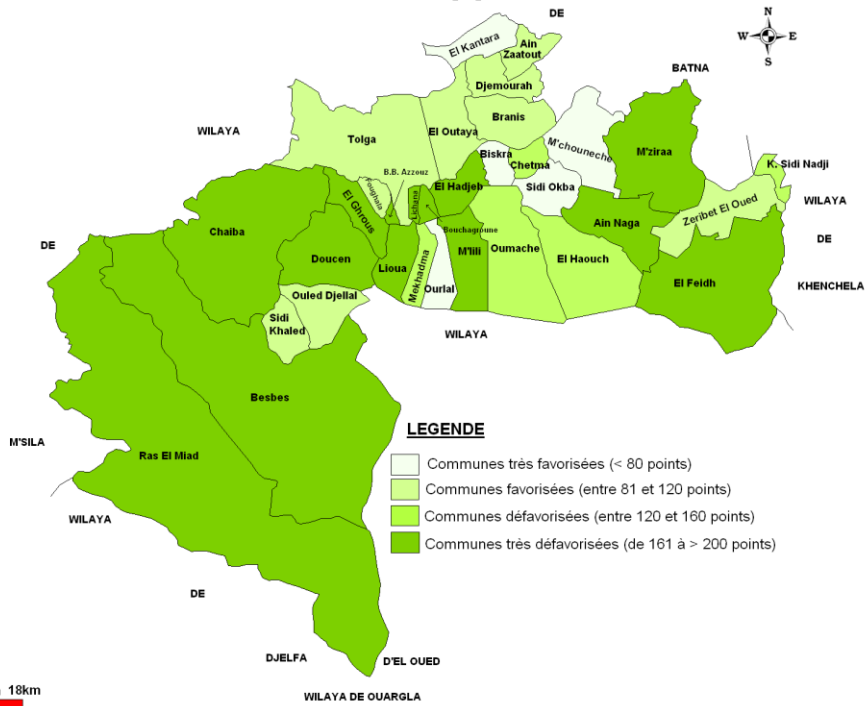 DE
N
W E
S
El Kantara
Ain
Zaatout
Djemourah
BATNA
WILAYA
Tolga
El Outaya
Branis
M'chouneche
M'ziraa
Biskra
Chetma
K. Sidi Nadji
B.B. Azzouz
Foughala
El Hadjeb
Sidi Okba
Lichana
El Ghrous
Zeribet El Oued
WILAYA
Chaiba
Bouchagroune
Ain Naga
DE
DE
Doucen
Lioua
Mekhadma
M'lili
Oumache
El Haouch
El Feidh
KHENCHELA
Ourlal
Ouled Djellal
Sidi
Khaled
WILAYA
Besbes
LEGENDE
M'SILA
Ras El Miad
Communes très favorisées (< 80 points)
Communes favorisées (entre 81 et 120 points)
Communes défavorisées (entre 120 et 160 points)
Communes très défavorisées (de 161 à > 200 points)
WILAYA
DE
DJELFA
D'EL OUED
18km
WILAYA DE OUARGLA